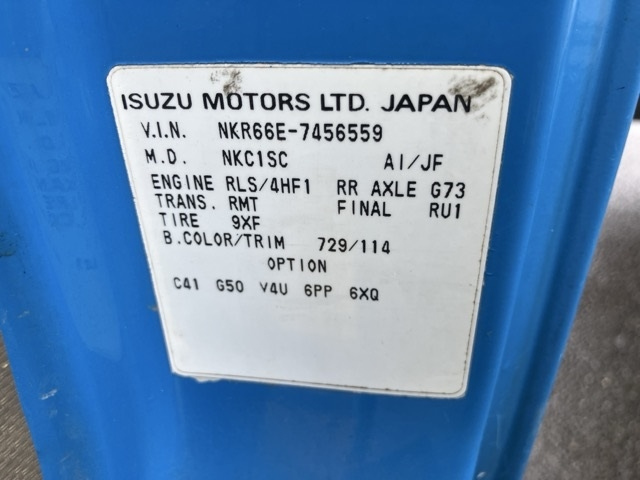 ISUZU MOTORS LTD. JAPAN
V.I.N. NKR66E-7456559
M.D. NKC1SC AI/JF
ENGINE RLS/4HF1 RR AXLE G73
TRANS. RMT FINAL RU1
TIRE 9XF
B.COLOR/TRIM 729/114
OPTION
C41 G50 V4U 6PP 6XQ